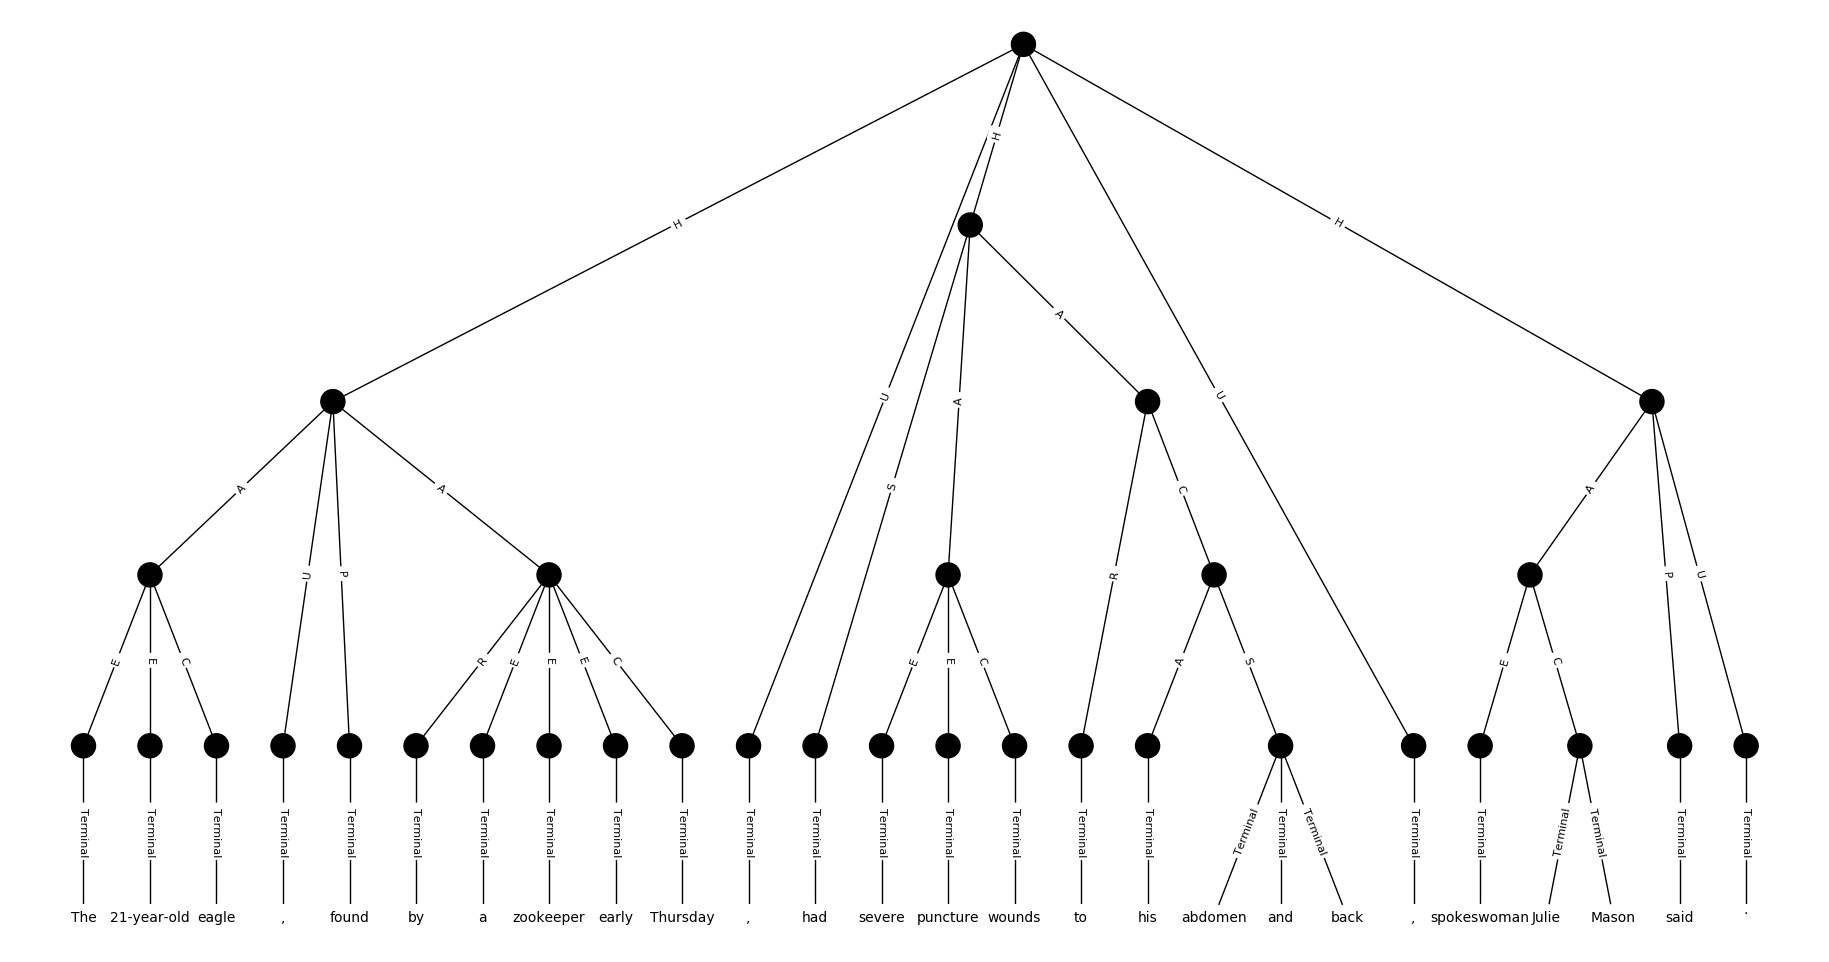 H
H
H
A
U
A
U
A
S
A
A
C
A
U
P
R
P
U
E
E
C
R
E
E
E
C
E
E
C
A
S
E
C
Terminal Terminal Terminal Terminal Terminal Terminal Terminal Terminal Terminal Terminal Terminal Terminal Terminal Terminal Terminal Terminal Terminal Terminal Terminal Terminal Terminal Terminal Terminal Terminal Terminal Terminal
The 21-year-old eagle , found by a zookeeper early Thursday , had severe puncture wounds to his abdomen and back , spokeswoman Julie Mason said .